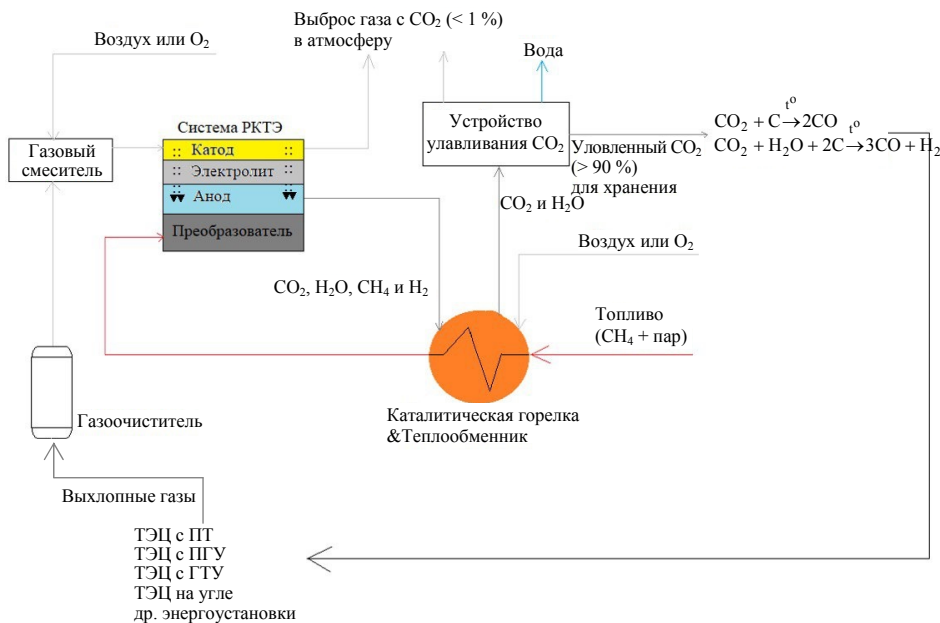 Воздух или O₂
Выброс газа с CO₂ (< 1 %)
в атмосферу
Вода
Система РКТЭ
Газовый
смеситель
Катод
Электролит
Анод
Преобразователь
Устройство
улавливания CO₂
Уловленный CO₂
(> 90 %)
для хранения
t°
CO₂ + C → 2CO
t°
CO₂ + H₂O + 2C → 3CO + H₂
CO₂ и H₂O
Воздух или O₂
CO₂, H₂O, CH₄ и H₂
Топливо
(CH₄ + пар)
Газоочиститель
Каталитическая горелка
&Теплообменник
Выхлопные газы
ТЭЦ с ПТ
ТЭЦ с ПГУ
ТЭЦ с ГТУ
ТЭЦ на угле
др. энергоустановки